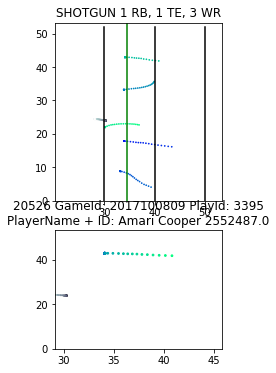 SHOTGUN 1 RB, 1 TE, 3 WR
50
40
30
20
10
0
30 40 50
20526 GameId: 2017100809 PlayId: 3395
PlayerName + ID: Amari Cooper 2552487.0
40
20
0
30 35 40 45